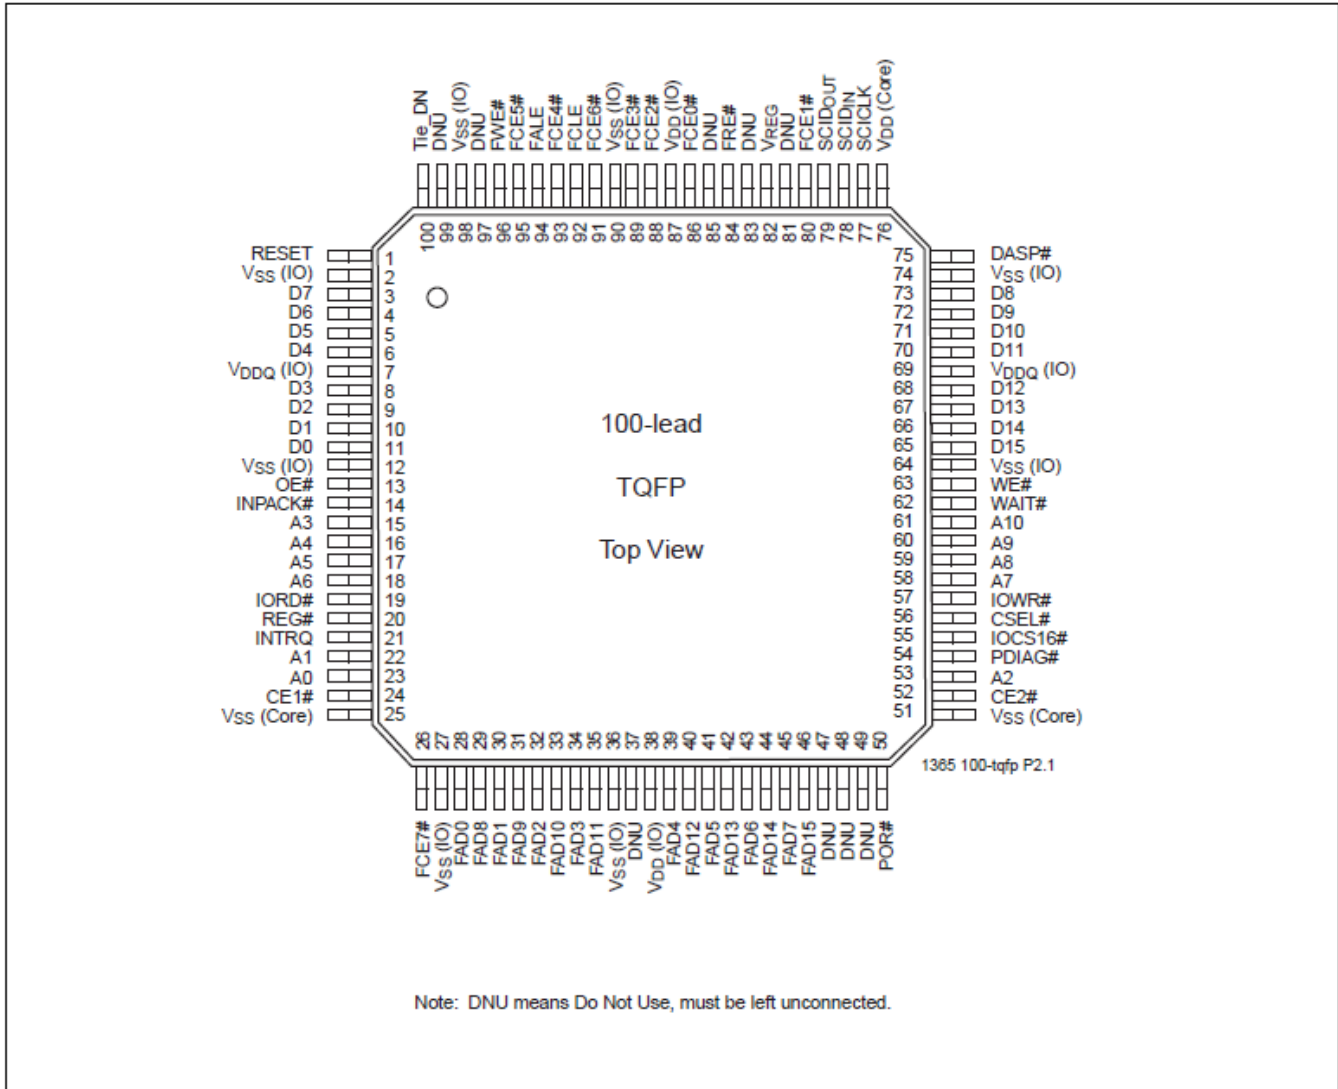 Tie_DN
DNU
VSS (IO)
DNU
FWE#
FCE5#
FALE
FCE4#
FCLE
FCE6#
VSS (IO)
FCE3#
FCE2#
VDD (IO)
FCE0#
DNU
FRE#
DNU
VREG
DNU
FCE1#
SCIDOUT
SCIDIN
SCICLK
VDD (Core)
100 99 98 97 96 95 94 93 92 91 90 89 88 87 86 85 84 83 82 81 80 79 78 77 76
RESET 1 75 DASP#
VSS (IO) 2 74 VSS (IO)
D7 3 73 D8
D6 4 72 D9
D5 5 71 D10
D4 6 70 D11
VDDQ (IO) 7 69 VDDQ (IO)
D3 8 68 D12
D2 9 67 D13
D1 10 66 D14
D0 11 65 D15
VSS (IO) 12 64 VSS (IO)
OE# 13 63 WE#
INPACK# 14 62 WAIT#
A3 15 61 A10
A4 16 60 A9
A5 17 59 A8
A6 18 58 A7
IORD# 19 57 IOWR#
REG# 20 56 CSEL#
INTRQ 21 55 IOCS16#
A1 22 54 PDIAG#
A0 23 53 A2
CE1# 24 52 CE2#
VSS (Core) 25 51 VSS (Core)
100-lead
TQFP
Top View
26 27 28 29 30 31 32 33 34 35 36 37 38 39 40 41 42 43 44 45 46 47 48 49 50
1365 100-tqfp P2.1
FCE7#
VSS (IO)
FAD0
FAD8
FAD1
FAD9
FAD2
FAD10
FAD3
FAD11
VSS (IO)
DNU
VDD (IO)
FAD4
FAD12
FAD5
FAD13
FAD6
FAD14
FAD7
FAD15
DNU
DNU
DNU
POR#
Note: DNU means Do Not Use, must be left unconnected.